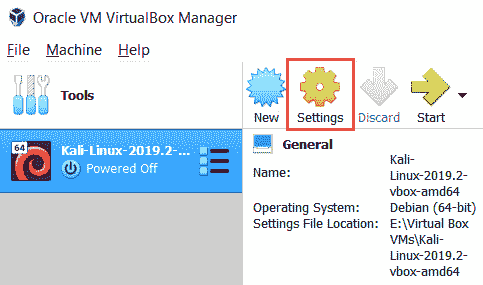 Oracle VM VirtualBox Manager
File Machine Help
Tools
New Settings Discard Start
64
Kali-Linux-2019.2-...
Powered Off
General
Name: Kali-
Linux-2019.2-
vbox-amd64
Operating System: Debian (64-bit)
Settings File Location: E:\Virtual Box
VMs\Kali-
Linux-2019.2-
vbox-amd64